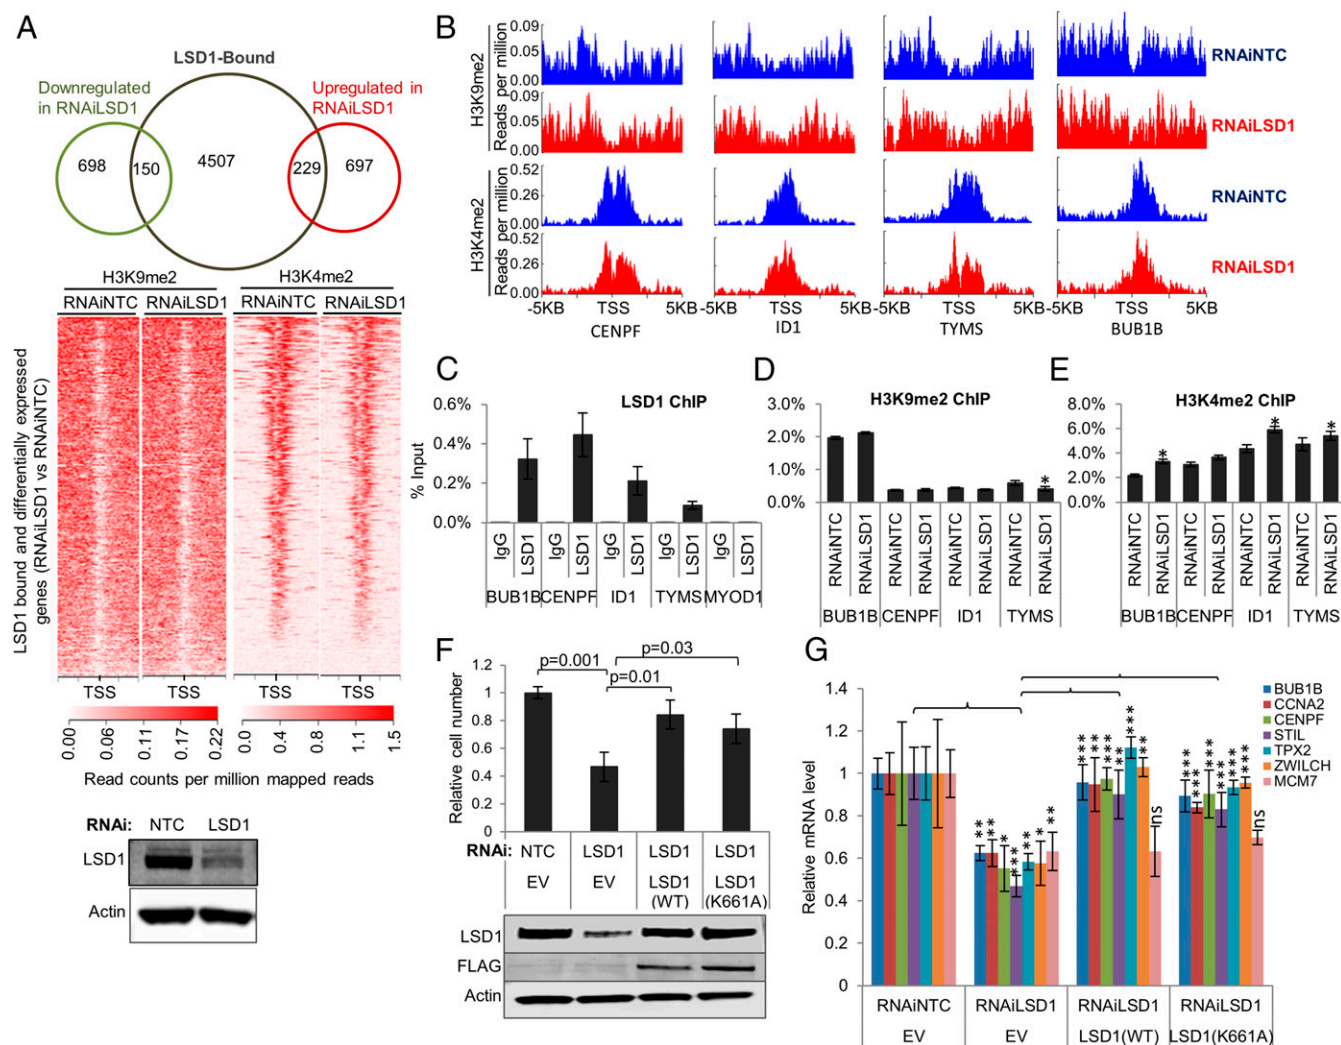 A
LSD1-Bound
Downregulated
in RNAiLSD1
Upregulated in
RNAiLSD1
698
150
4507
229
697
H3K9me2
H3K4me2
RNAiNTC
RNAiLSD1
RNAiNTC
RNAiLSD1
LSD1 bound and differentially expressed
genes (RNAiLSD1 vs RNAiNTC)
TSS
TSS
TSS
TSS
0.00
0.06
0.11
0.17
0.22
0.0
0.4
0.8
1.1
1.5
Read counts per million mapped reads
RNAi: NTC LSD1
LSD1
Actin
B
H3K9me2
Reads per million
0.09
0.05
0.00
0.09
0.05
0.00
H3K4me2
Reads per million
0.52
0.26
0.00
0.52
0.26
0.00
RNAiNTC
RNAiLSD1
RNAiNTC
RNAiLSD1
-5KB TSS 5KB
-5KB TSS 5KB
-5KB TSS 5KB
-5KB TSS 5KB
CENPF
ID1
TYMS
BUB1B
C
LSD1 ChIP
% Input
0.6%
0.4%
0.2%
0.0%
IgG
LSD1
IgG
LSD1
IgG
LSD1
IgG
LSD1
IgG
LSD1
BUB1B
CENPF
ID1
TYMS
MYOD1
D
H3K9me2 ChIP
3.0%
2.0%
1.0%
0.0%
*
RNAiNTC
RNAiLSD1
RNAiNTC
RNAiLSD1
RNAiNTC
RNAiLSD1
RNAiNTC
RNAiLSD1
BUB1B
CENPF
ID1
TYMS
E
H3K4me2 ChIP
8.0%
6.0%
4.0%
2.0%
0.0%
*
*
*
RNAiNTC
RNAiLSD1
RNAiNTC
RNAiLSD1
RNAiNTC
RNAiLSD1
RNAiNTC
RNAiLSD1
BUB1B
CENPF
ID1
TYMS
F
p=0.001
p=0.03
p=0.01
Relative cell number
1.2
1
0.8
0.6
0.4
0.2
0
RNAi: NTC LSD1 LSD1 LSD1
EV EV LSD1 LSD1
(WT) (K661A)
LSD1
FLAG
Actin
G
Relative mRNA level
1.4
1.2
1
0.8
0.6
0.4
0.2
0
**
**
*
***
**
*
**
***
***
***
**
***
**
ns
***
***
***
***
***
***
ns
BUB1B
CCNA2
CENPF
STIL
TPX2
ZWILCH
MCM7
RNAiNTC RNAiLSD1 RNAiLSD1 RNAiLSD1
EV EV LSD1(WT) LSD1(K661A)